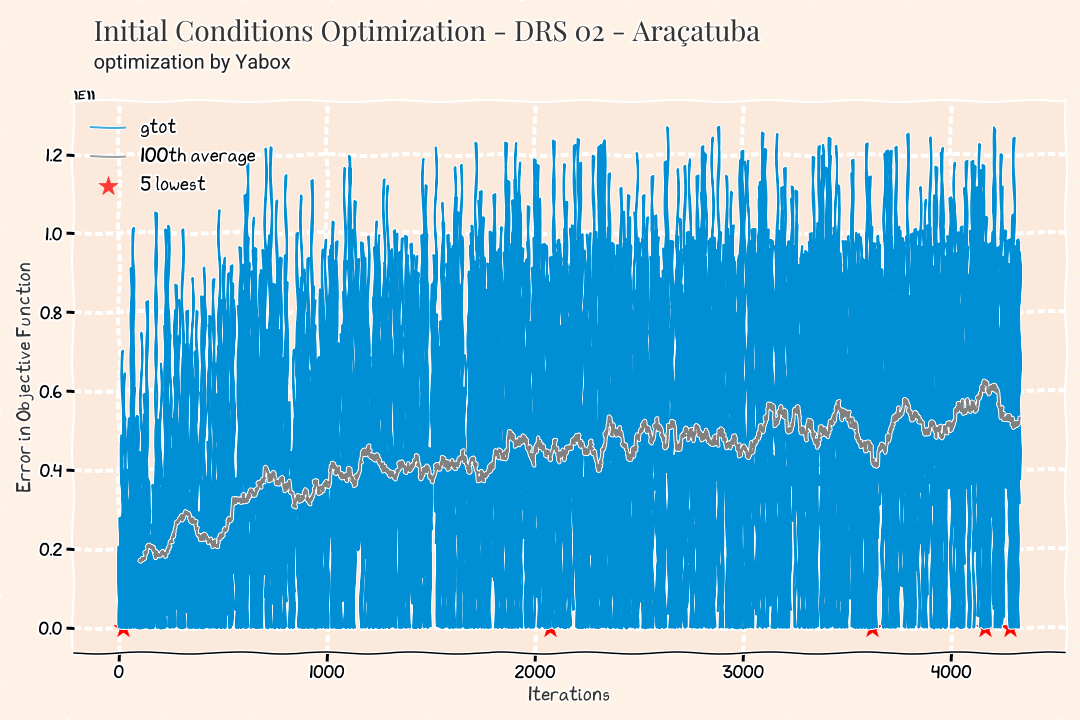 Initial Conditions Optimization - DRS 02 - Araçatuba
optimization by Yabox
1E11
gtot
100th average
5 lowest
1.2
1.0
0.8
0.6
0.4
0.2
0.0
Error in Objective Function
0 1000 2000 3000 4000
Iterations